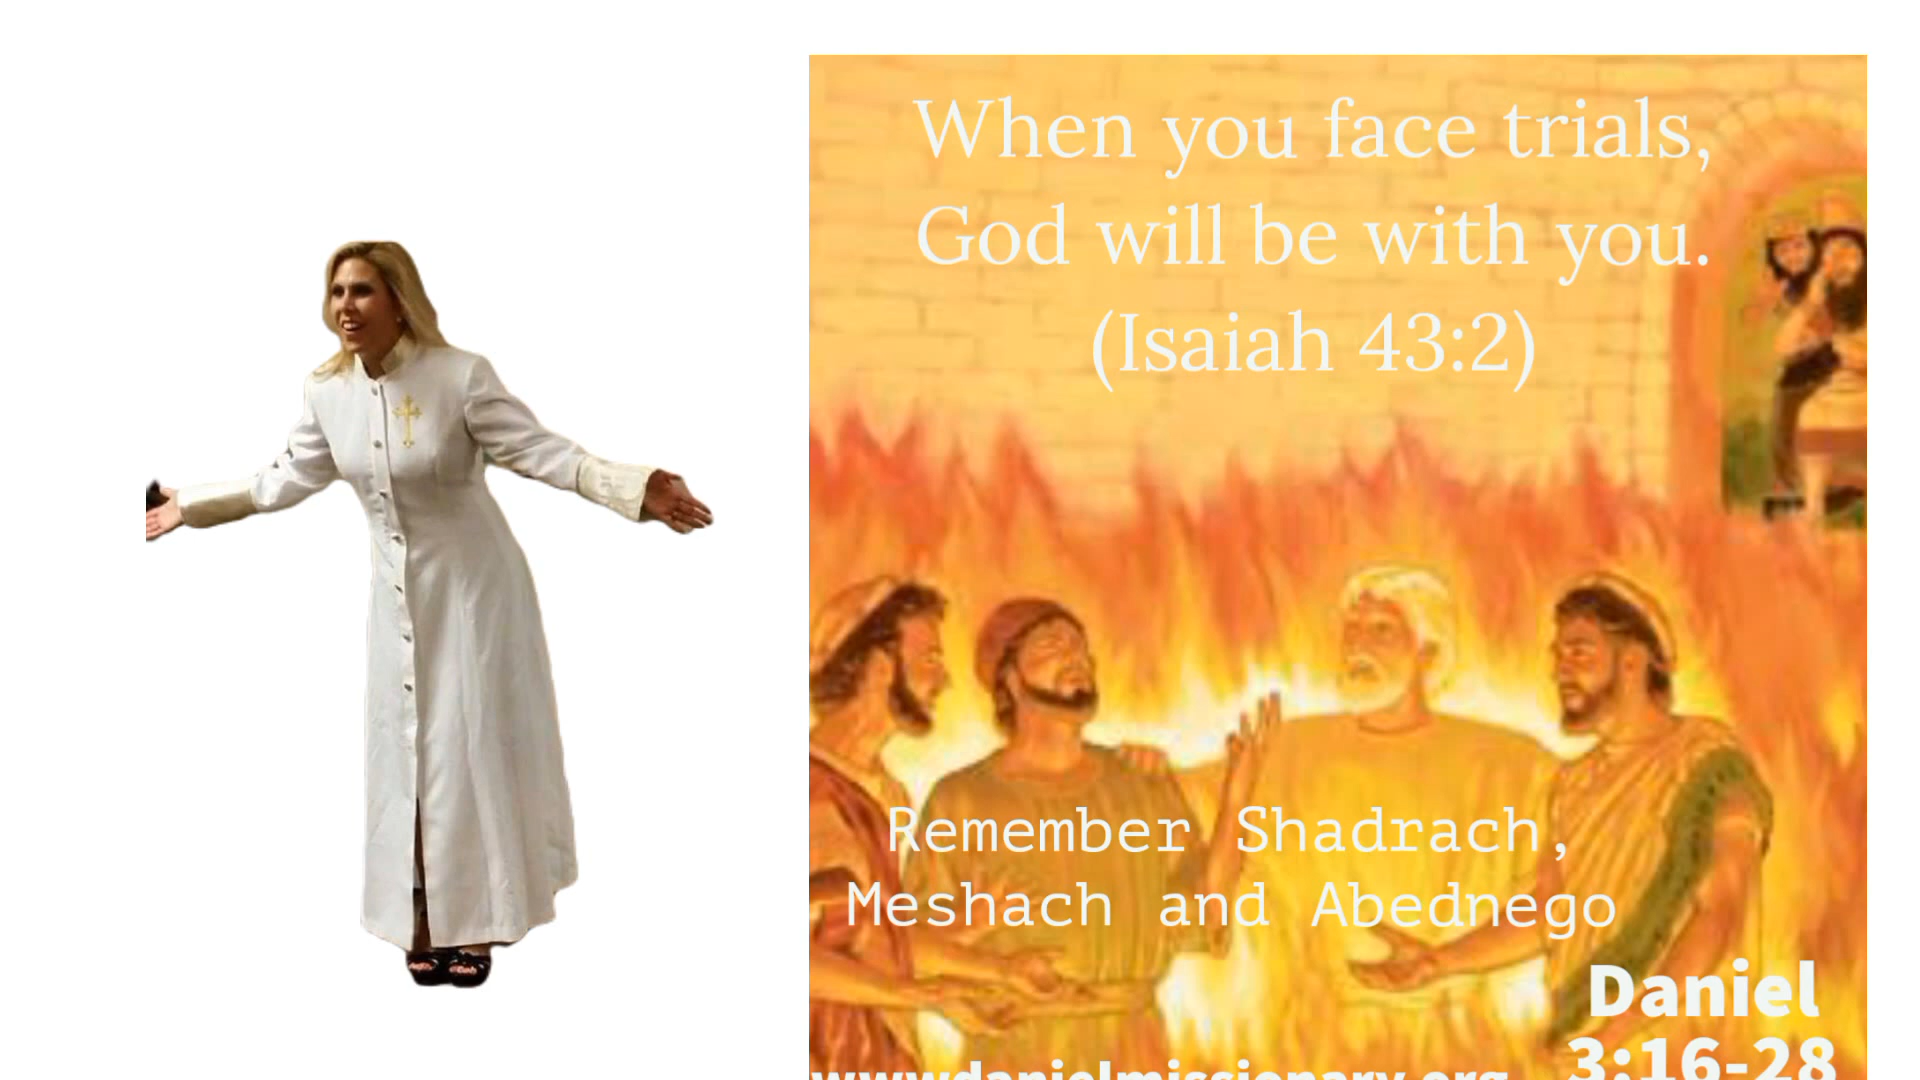 When you face trials,
God will be with you.
(Isaiah 43:2)
Remember Shadrach,
Meshach and Abednego
Daniel
3:16-28
www.danielmissionary.org